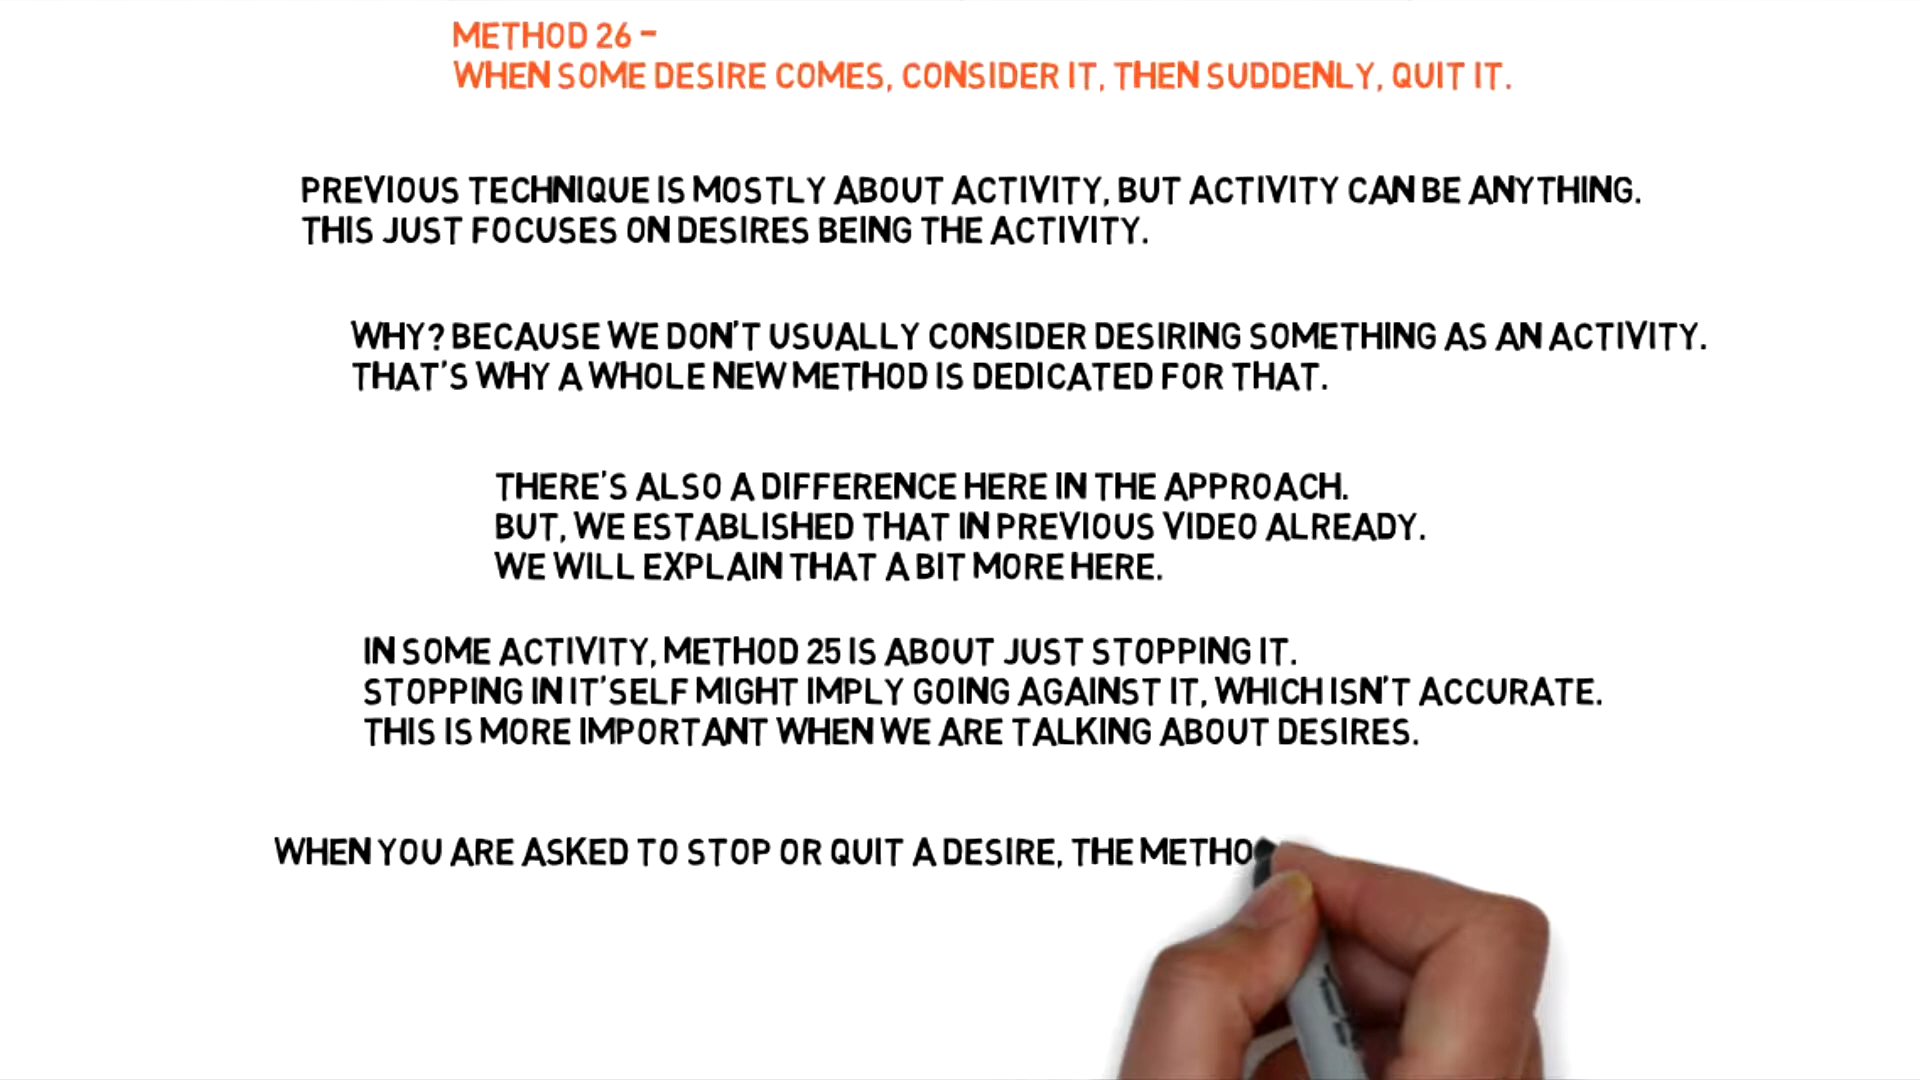 METHOD 26 -
WHEN SOME DESIRE COMES, CONSIDER IT, THEN SUDDENLY, QUIT IT.
PREVIOUS TECHNIQUE IS MOSTLY ABOUT ACTIVITY, BUT ACTIVITY CAN BE ANYTHING.
THIS JUST FOCUSES ON DESIRES BEING THE ACTIVITY.
WHY? BECAUSE WE DON'T USUALLY CONSIDER DESIRING SOMETHING AS AN ACTIVITY.
THAT'S WHY A WHOLE NEW METHOD IS DEDICATED FOR THAT.
THERE'S ALSO A DIFFERENCE HERE IN THE APPROACH.
BUT, WE ESTABLISHED THAT IN PREVIOUS VIDEO ALREADY.
WE WILL EXPLAIN THAT A BIT MORE HERE.
IN SOME ACTIVITY, METHOD 25 IS ABOUT JUST STOPPING IT.
STOPPING IN IT'SELF MIGHT IMPLY GOING AGAINST IT, WHICH ISN'T ACCURATE.
THIS IS MORE IMPORTANT WHEN WE ARE TALKING ABOUT DESIRES.
WHEN YOU ARE ASKED TO STOP OR QUIT A DESIRE, THE METHO